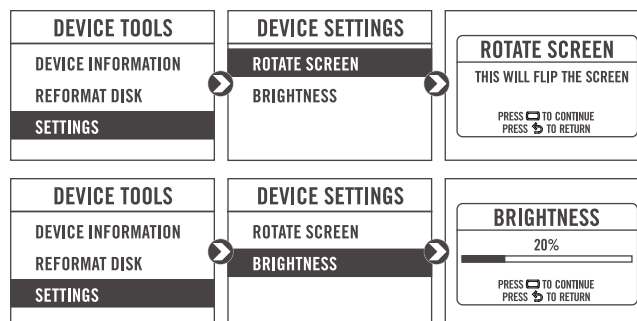 DEVICE TOOLS
DEVICE INFORMATION
REFORMAT DISK
SETTINGS
DEVICE SETTINGS
ROTATE SCREEN
BRIGHTNESS
ROTATE SCREEN
THIS WILL FLIP THE SCREEN
PRESS TO CONTINUE
PRESS TO RETURN
DEVICE TOOLS
DEVICE INFORMATION
REFORMAT DISK
SETTINGS
DEVICE SETTINGS
ROTATE SCREEN
BRIGHTNESS
BRIGHTNESS
20%
PRESS TO CONTINUE
PRESS TO RETURN